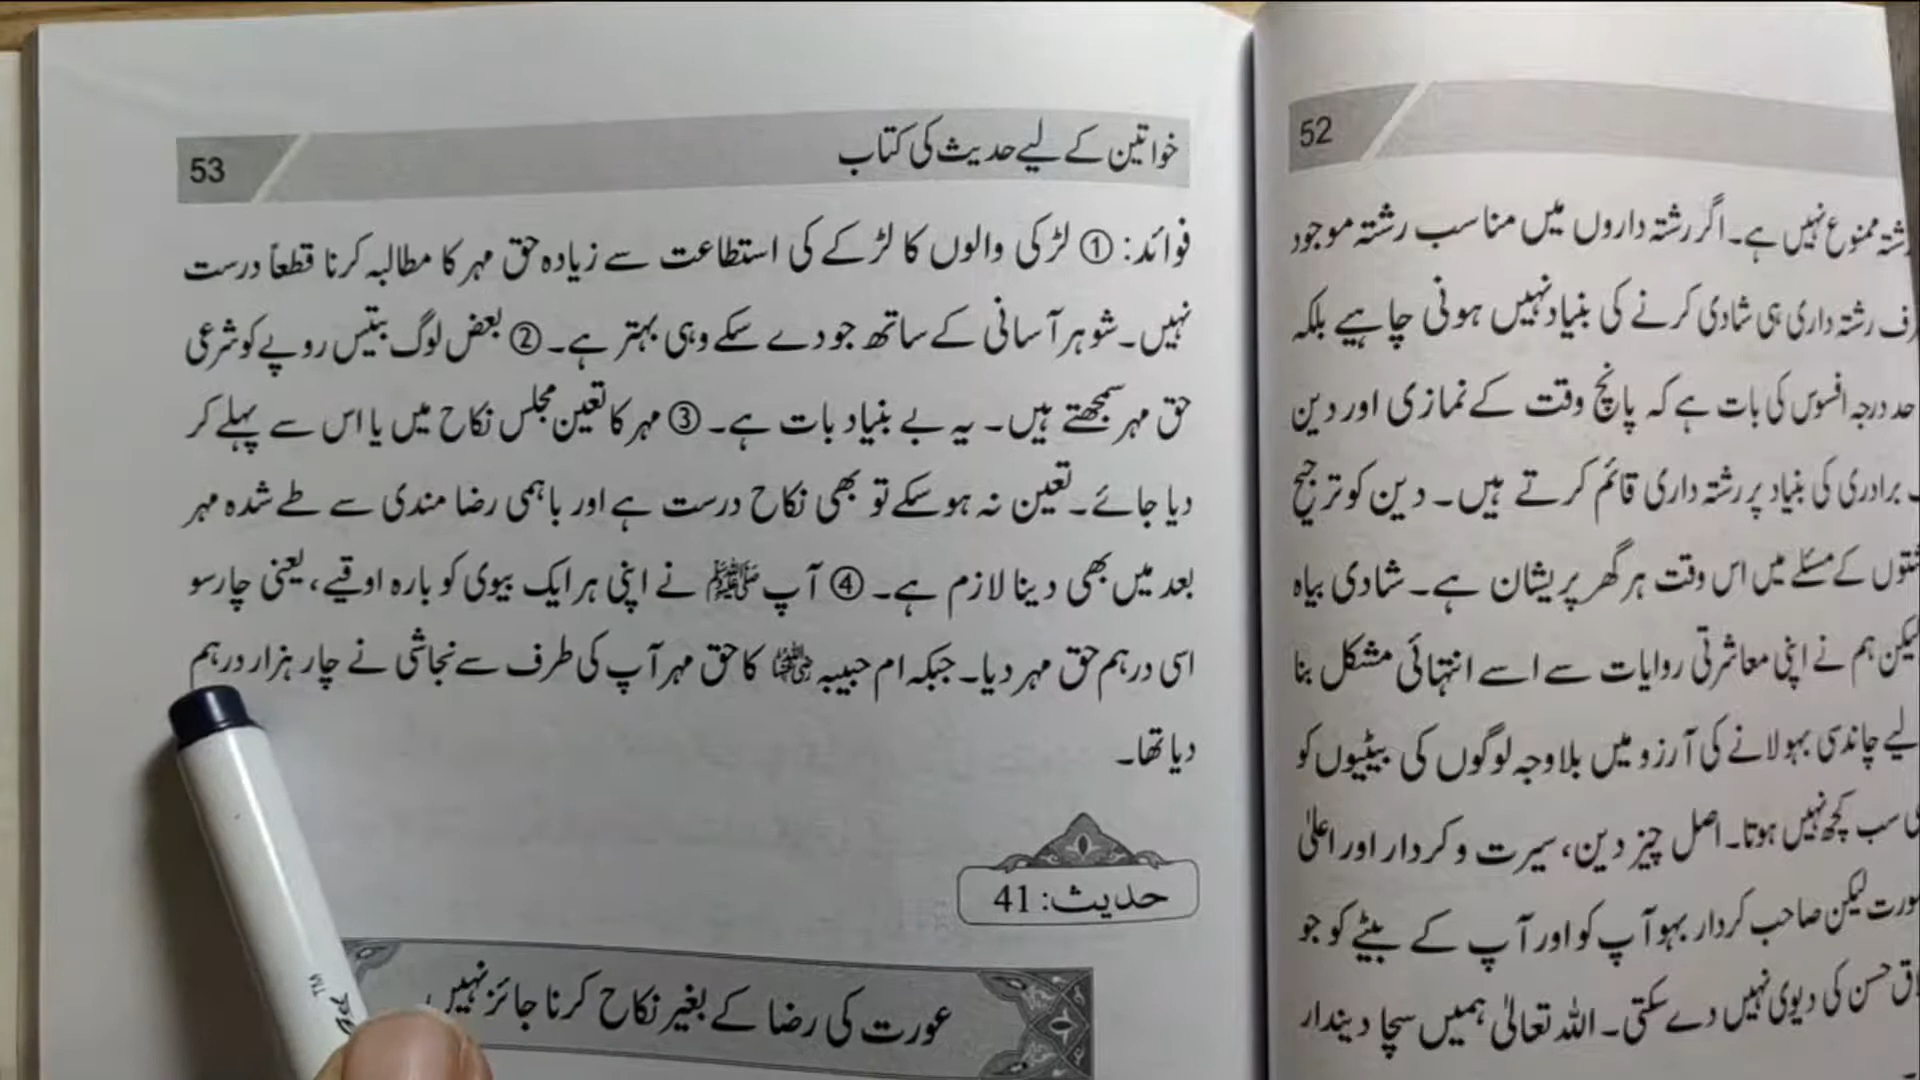 52
رشتہ ممنوع نہیں ہے۔ اگر رشتہ داروں میں مناسب رشتہ موجود
رشتہ داری ہی شادی کرنے کی بنیاد نہیں ہونی چاہیے بلکہ
حد درجہ افسوس کی بات ہے کہ پانچ وقت کے نمازی اور دین
برادری کی بنیاد پر رشتہ داری قائم کرتے ہیں۔ دین کو ترجیح
کے مسئلے میں اس وقت ہر گھر پریشان ہے۔ شادی بیاہ
لیکن ہم نے اپنی معاشرتی روایات سے اسے انتہائی مشکل بنا
لیے چاند سی بہو لانے کی آرزو میں بلاوجہ لوگوں کی بیٹیوں کو
سب کچھ نہیں ہوتا۔ اصل چیز دین، سیرت و کردار اور اعلیٰ
لیکن صاحب کردار بہو آپ کو اور آپ کے بیٹے کو جو
حسن کی دیوی نہیں دے سکتی۔ اللہ تعالیٰ ہمیں سچا دیندار
خواتین کے لیے حدیث کی کتاب 53
فوائد: ① لڑکی والوں کا لڑکے کی استطاعت سے زیادہ حق مہر کا مطالبہ کرنا قطعاً درست
نہیں۔ شوہر آسانی کے ساتھ جو دے سکے وہی بہتر ہے۔ ② بعض لوگ بتیس روپے کو شرعی
حق مہر سمجھتے ہیں۔ یہ بے بنیاد بات ہے۔ ③ مہر کا تعین مجلس نکاح میں یا اس سے پہلے کر
دیا جائے۔ تعین نہ ہو سکے تو بھی نکاح درست ہے اور باہمی رضا مندی سے طے شدہ مہر
بعد میں بھی دینا لازم ہے۔ ④ آپ ﷺ نے اپنی ہر ایک بیوی کو بارہ اوقیے، یعنی چار سو
اسی درہم حق مہر دیا۔ جبکہ ام حبیبہ رضی اللہ عنہا کا حق مہر آپ کی طرف سے نجاشی نے چار ہزار درہم
دیا تھا۔
حدیث: 41
عورت کی رضا کے بغیر نکاح کرنا جائز نہیں